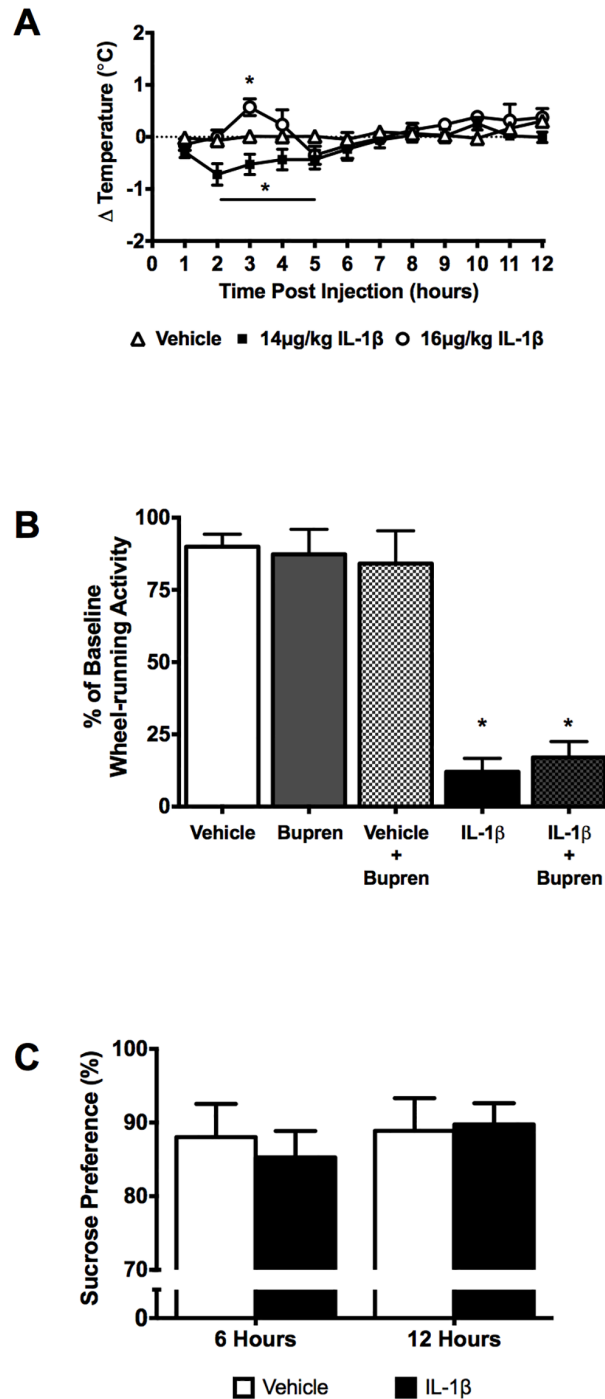 A
Δ Temperature (°C)
2
1
0
-1
-2
*
*
0 1 2 3 4 5 6 7 8 9 10 11 12
Time Post Injection (hours)
Vehicle 14µg/kg IL-1β 16µg/kg IL-1β
B
% of Baseline
Wheel-running Activity
100
75
50
25
0
* *
Vehicle Bupren Vehicle IL-1β IL-1β
+ +
Bupren Bupren
C
Sucrose Preference (%)
100
90
80
70
0
6 Hours 12 Hours
Vehicle IL-1β